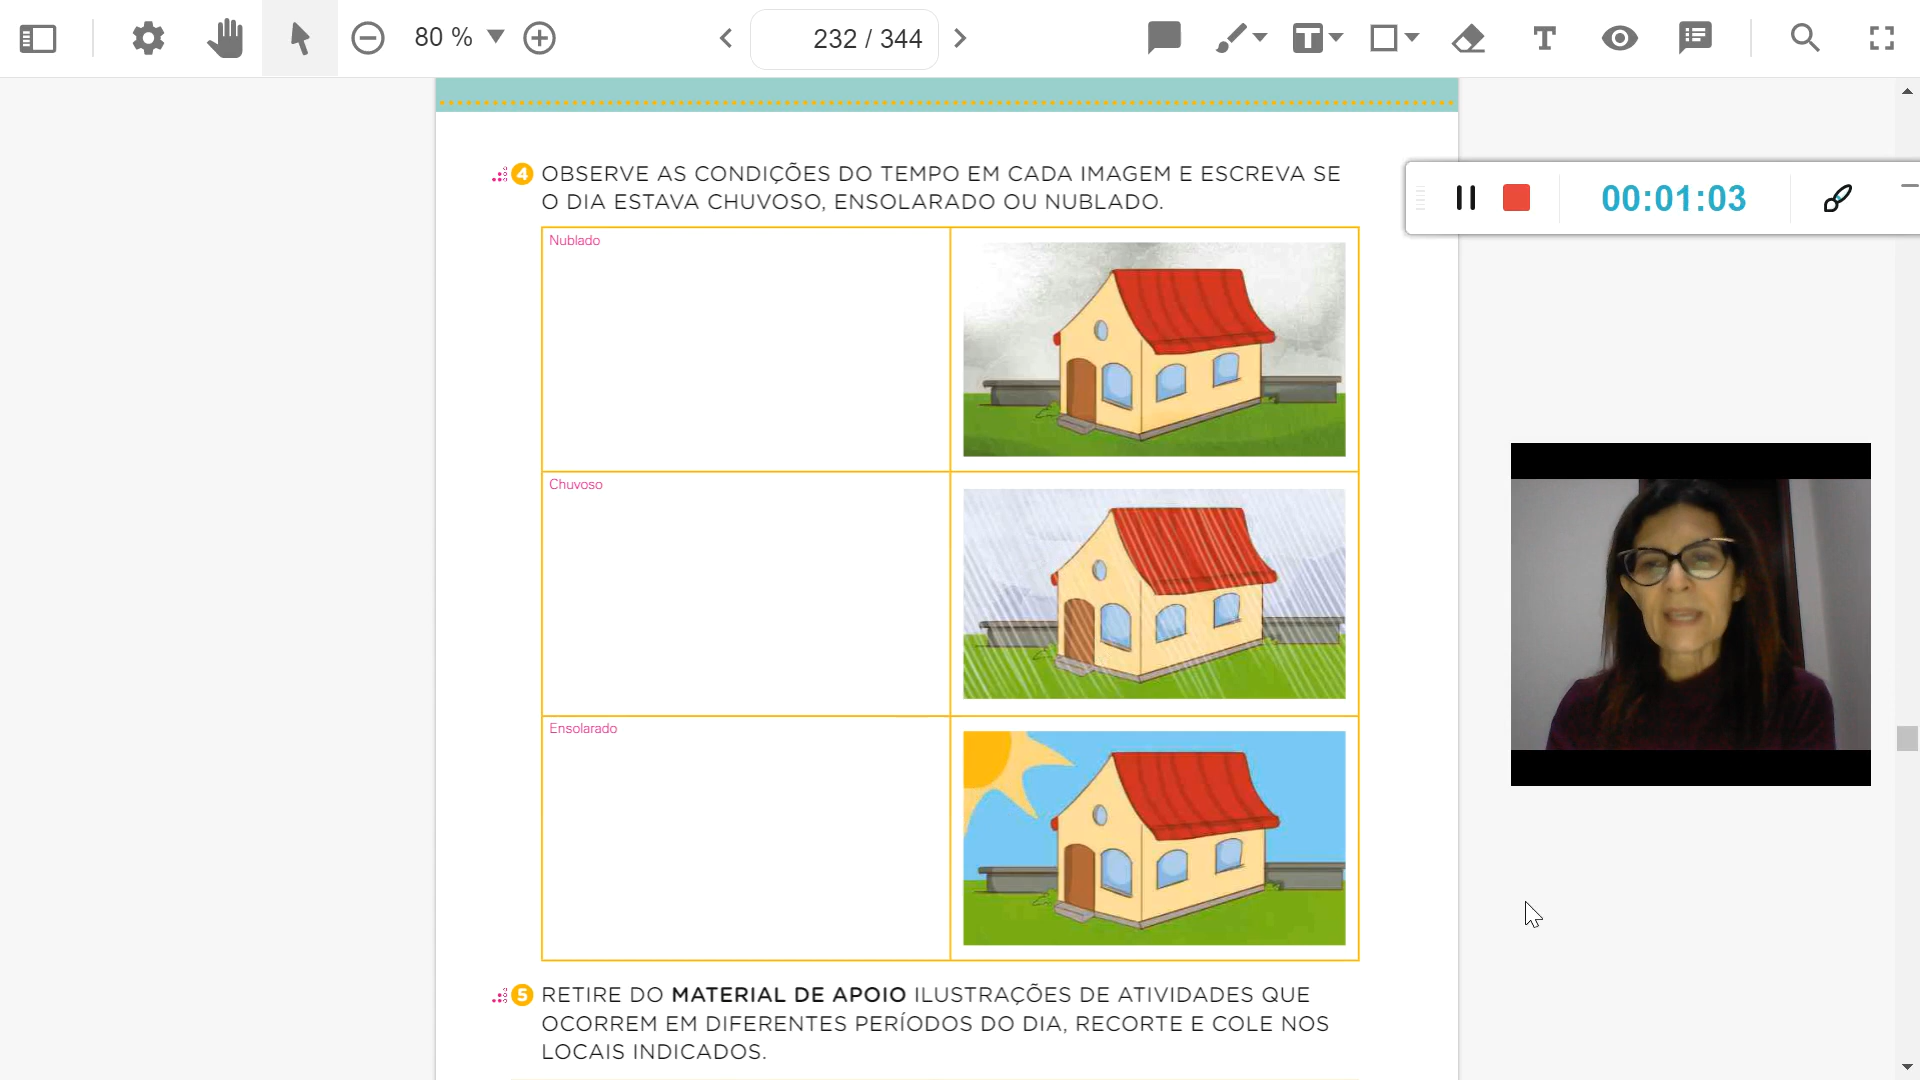 80 %
232 / 344
4 OBSERVE AS CONDIÇÕES DO TEMPO EM CADA IMAGEM E ESCREVA SE
O DIA ESTAVA CHUVOSO, ENSOLARADO OU NUBLADO.
00:01:03
Nublado
Chuvoso
Ensolarado
5 RETIRE DO MATERIAL DE APOIO ILUSTRAÇÕES DE ATIVIDADES QUE
OCORREM EM DIFERENTES PERÍODOS DO DIA, RECORTE E COLE NOS
LOCAIS INDICADOS.